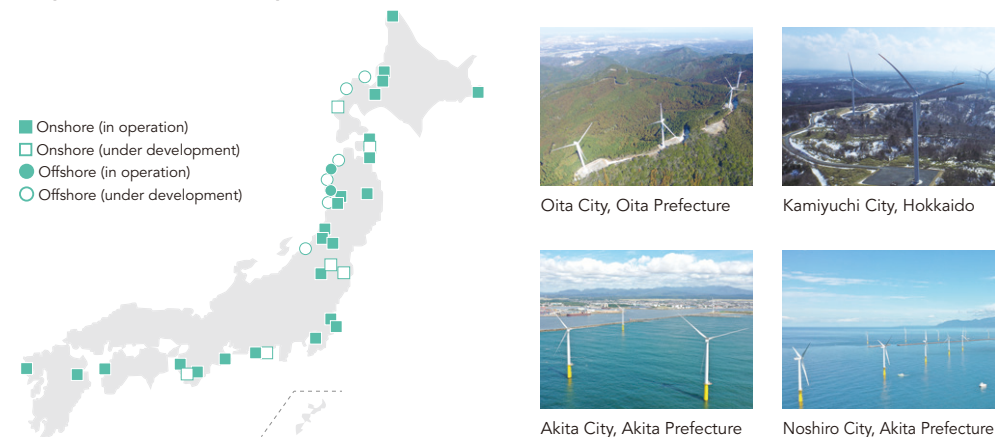 Onshore (in operation)
Onshore (under development)
Offshore (in operation)
Offshore (under development)
Oita City, Oita Prefecture
Kamiyuchi City, Hokkaido
Akita City, Akita Prefecture
Noshiro City, Akita Prefecture